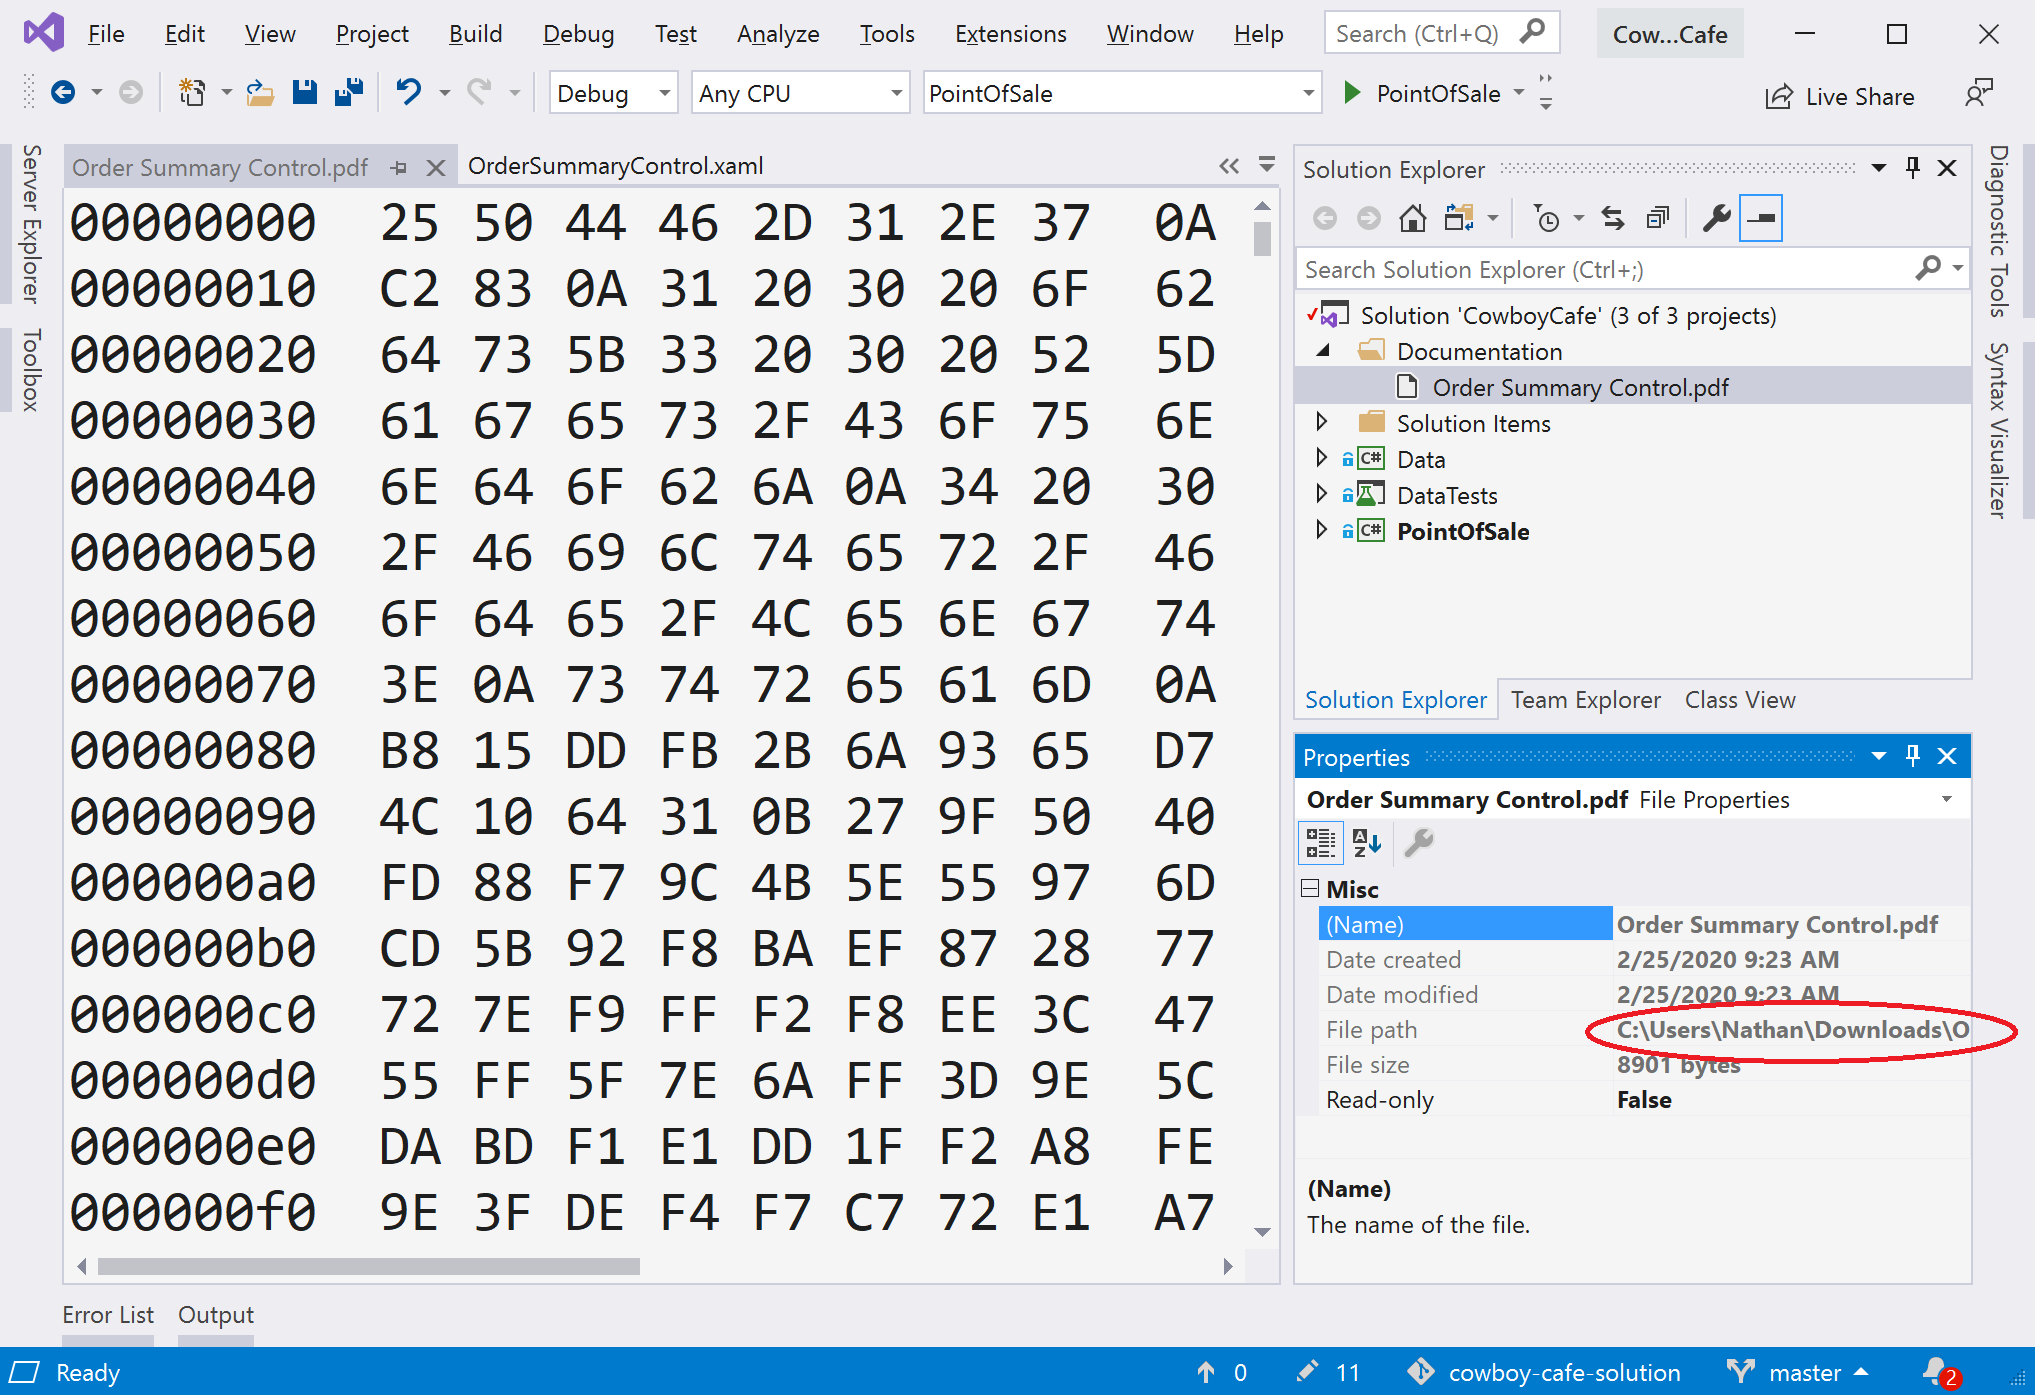 File Edit View Project Build Debug Test Analyze Tools Extensions Window Help Search (Ctrl+Q) Cow...Cafe
Debug Any CPU PointOfSale PointOfSale Live Share
Server Explorer
Toolbox
Order Summary Control.pdf OrderSummaryControl.xaml
00000000 25 50 44 46 2D 31 2E 37 0A
00000010 C2 83 0A 31 20 30 20 6F 62
00000020 64 73 5B 33 20 30 20 52 5D
00000030 61 67 65 73 2F 43 6F 75 6E
00000040 6E 64 6F 62 6A 0A 34 20 30
00000050 2F 46 69 6C 74 65 72 2F 46
00000060 6F 64 65 2F 4C 65 6E 67 74
00000070 3E 0A 73 74 72 65 61 6D 0A
00000080 B8 15 DD FB 2B 6A 93 65 D7
00000090 4C 10 64 31 0B 27 9F 50 40
000000a0 FD 88 F7 9C 4B 5E 55 97 6D
000000b0 CD 5B 92 F8 BA EF 87 28 77
000000c0 72 7E F9 FF F2 F8 EE 3C 47
000000d0 55 FF 5F 7E 6A FF 3D 9E 5C
000000e0 DA BD F1 E1 DD 1F F2 A8 FE
000000f0 9E 3F DE F4 F7 C7 72 E1 A7
Solution Explorer
Search Solution Explorer (Ctrl+;)
Solution 'CowboyCafe' (3 of 3 projects)
Documentation
Order Summary Control.pdf
Solution Items
C# Data
DataTests
C# PointOfSale
Solution Explorer Team Explorer Class View
Properties
Order Summary Control.pdf File Properties
A
Z
Misc
(Name) Order Summary Control.pdf
Date created 2/25/2020 9:23 AM
Date modified 2/25/2020 9:23 AM
File path C:\Users\Nathan\Downloads\O
File size 8901 bytes
Read-only False
(Name)
The name of the file.
Diagnostic Tools
Syntax Visualizer
Error List Output
Ready 0 11 cowboy-cafe-solution master 2